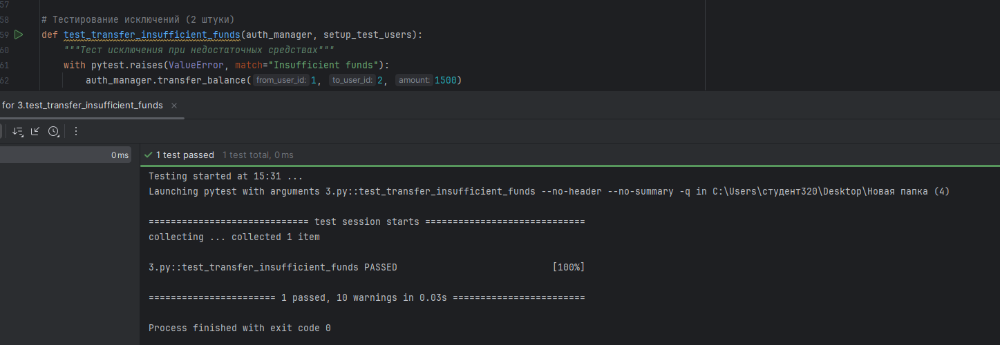 57
58 # Тестирование исключений (2 штуки)
59 def test_transfer_insufficient_funds(auth_manager, setup_test_users):
60 """Тест исключения при недостаточных средствах"""
61 with pytest.raises(ValueError, match="Insufficient funds"):
62 auth_manager.transfer_balance(from_user_id: 1, to_user_id: 2, amount: 1500)
for 3.test_transfer_insufficient_funds ×
0 ms
1 test passed 1 test total, 0 ms
Testing started at 15:31 ...
Launching pytest with arguments 3.py::test_transfer_insufficient_funds --no-header --no-summary -q in C:\Users\студент320\Desktop\Новая папка (4)
============================= test session starts =============================
collecting ... collected 1 item
3.py::test_transfer_insufficient_funds PASSED [100%]
======================= 1 passed, 10 warnings in 0.03s ========================
Process finished with exit code 0